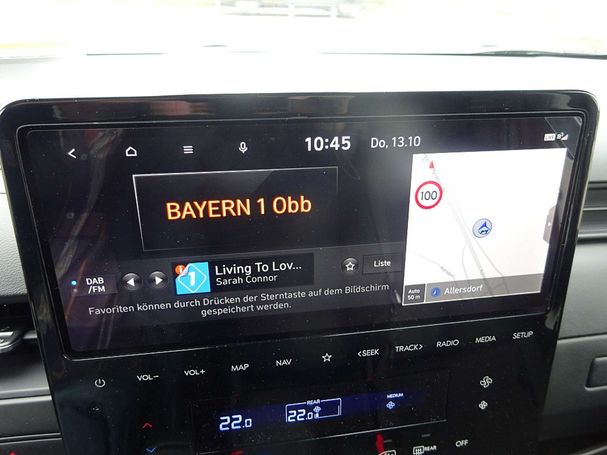 10:45 Do, 13.10
100
BAYERN 1 Obb
DAB
/FM
1
Living To Lov...
Sarah Connor
Liste
Favoriten können durch Drücken der Sterntaste auf dem Bildschirm
gespeichert werden.
Auto
50 m
Allersdorf
VOL−
VOL+
MAP
NAV
<SEEK
TRACK>
RADIO
MEDIA
SETUP
22.0
REAR
22.0
MEDIUM
REAR
OFF